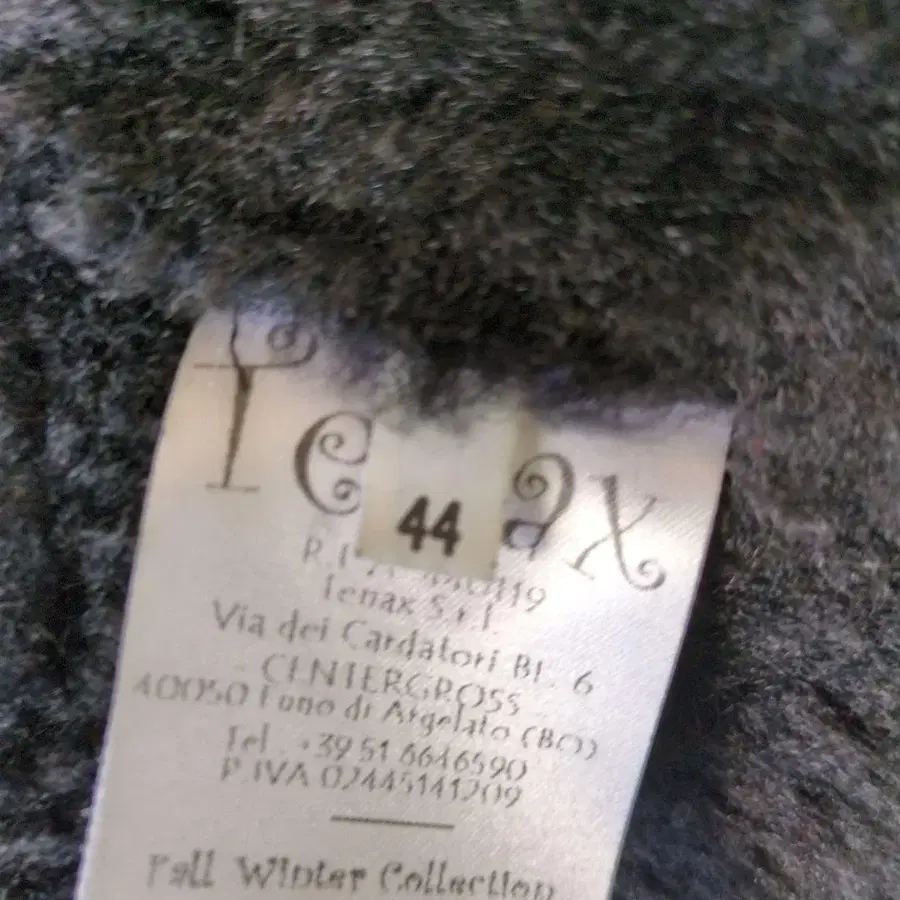 44
Tenax S.r.l.
Via dei Cardatori Bl. 6
CENTERGROSS
40050 Funo di Argelato (BO)
Tel. +39 51 6646590
P.IVA 02445141209
Fall Winter Collection